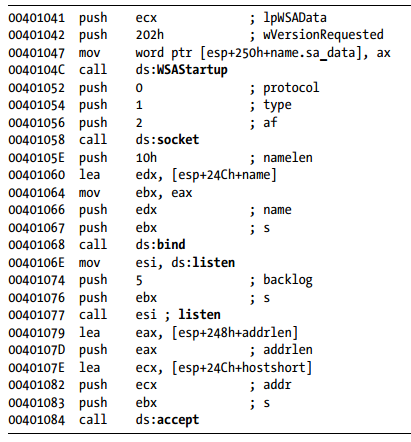 00401041 push ecx ; lpWSAData
00401042 push 202h ; wVersionRequested
00401047 mov word ptr [esp+250h+name.sa_data], ax
0040104C call ds:WSAStartup
00401052 push 0 ; protocol
00401054 push 1 ; type
00401056 push 2 ; af
00401058 call ds:socket
0040105E push 10h ; namelen
00401060 lea edx, [esp+24Ch+name]
00401064 mov ebx, eax
00401066 push edx ; name
00401067 push ebx ; s
00401068 call ds:bind
0040106E mov esi, ds:listen
00401074 push 5 ; backlog
00401076 push ebx ; s
00401077 call esi ; listen
00401079 lea eax, [esp+248h+addrlen]
0040107D push eax ; addrlen
0040107E lea ecx, [esp+24Ch+hostshort]
00401082 push ecx ; addr
00401083 push ebx ; s
00401084 call ds:accept